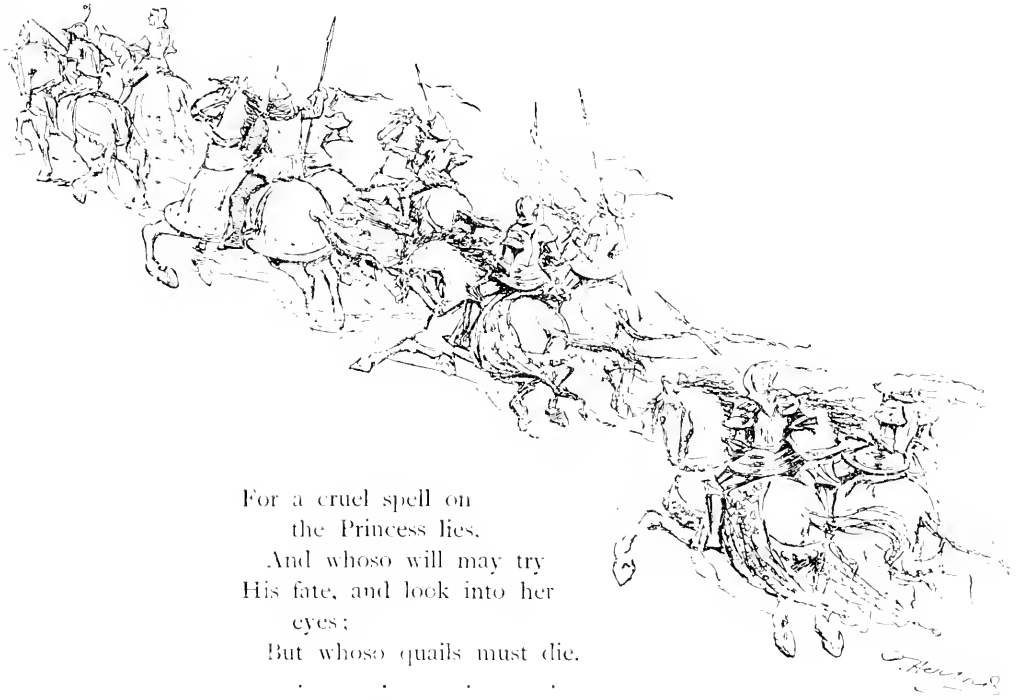 For a cruel spell on
the Princess lies,
And whoso will may try
His fate, and look into her
eyes;
But whoso quails must die.
. . . .